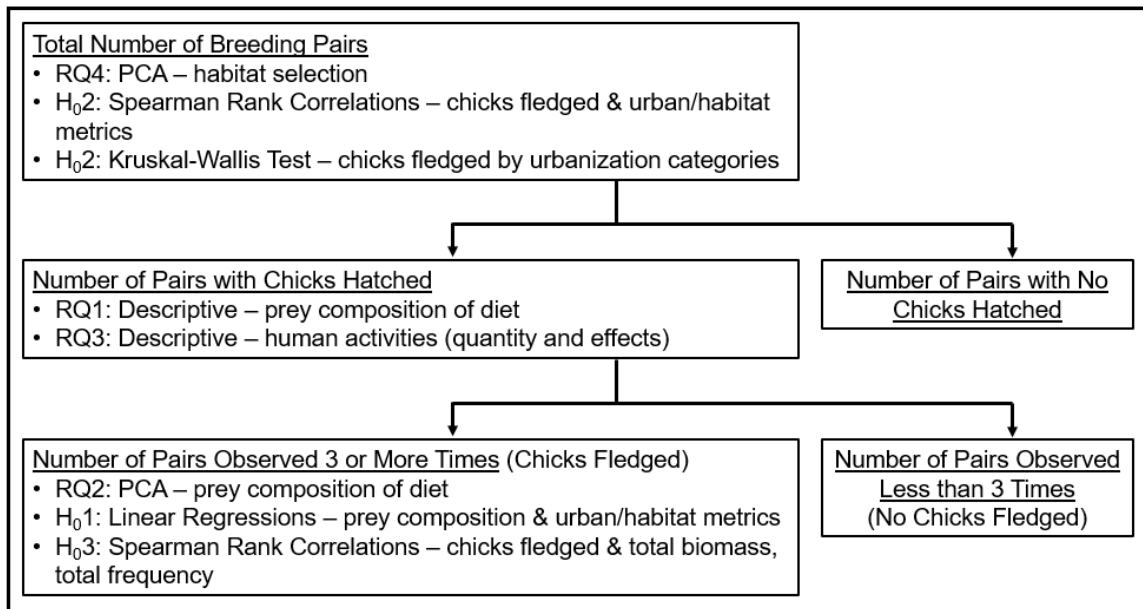 Total Number of Breeding Pairs
• RQ4: PCA – habitat selection
• H₀2: Spearman Rank Correlations – chicks fledged & urban/habitat
metrics
• H₀2: Kruskal-Wallis Test – chicks fledged by urbanization categories
Number of Pairs with Chicks Hatched
• RQ1: Descriptive – prey composition of diet
• RQ3: Descriptive – human activities (quantity and effects)
Number of Pairs with No
Chicks Hatched
Number of Pairs Observed 3 or More Times (Chicks Fledged)
• RQ2: PCA – prey composition of diet
• H₀1: Linear Regressions – prey composition & urban/habitat metrics
• H₀3: Spearman Rank Correlations – chicks fledged & total biomass,
total frequency
Number of Pairs Observed
Less than 3 Times
(No Chicks Fledged)